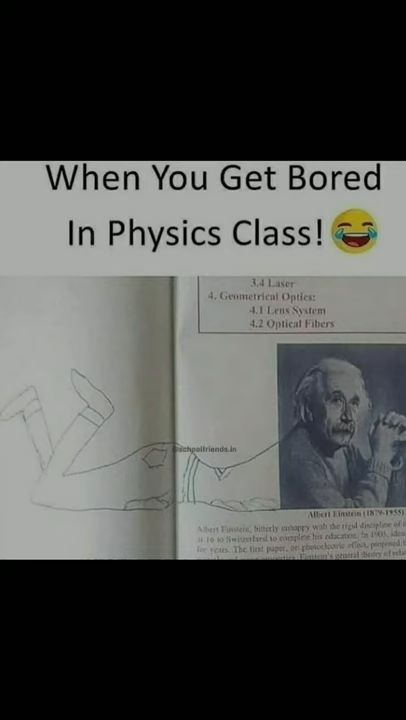 When You Get Bored
In Physics Class! 😂
3.4 Laser
4. Geometrical Optics:
4.1 Lens System
4.2 Optical Fibers
@schoolfriends.in
Albert Einstein (1879-1955)
Albert Einstein, bitterly unhappy with the rigid discipline of
at 16 to Switzerland to complete his education. In 1905,
for years. The first paper, on photoelectric effect, proposed
Einstein's general theory of